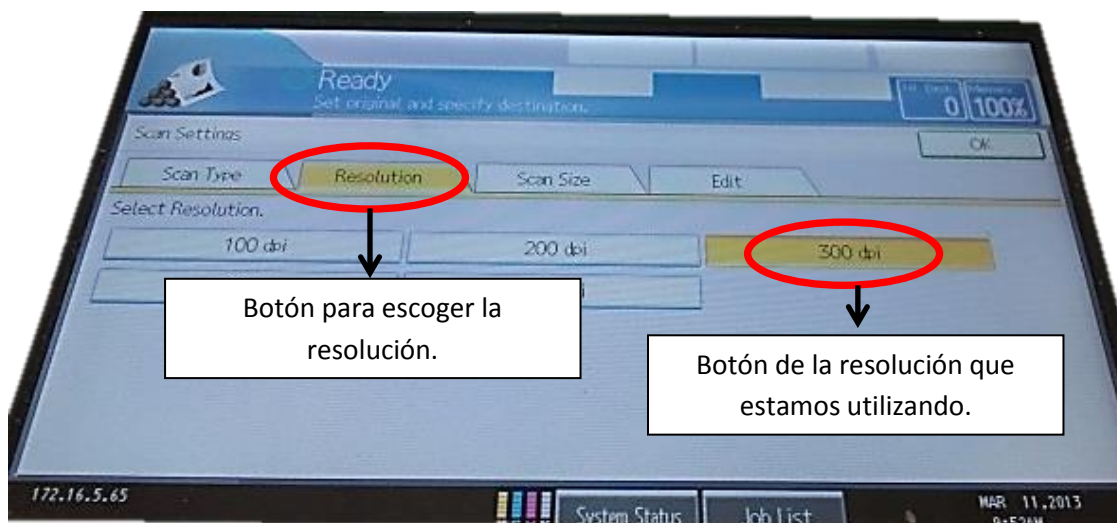 Ready
Set original and specify destination.
0 100%
Scan Settings
OK
Scan Type Resolution Scan Size Edit
Select Resolution.
100 dpi 200 dpi 300 dpi
Botón para escoger la
resolución.
Botón de la resolución que
estamos utilizando.
172.16.5.65
System Status Job List
MAR 11,2013
9:52AM